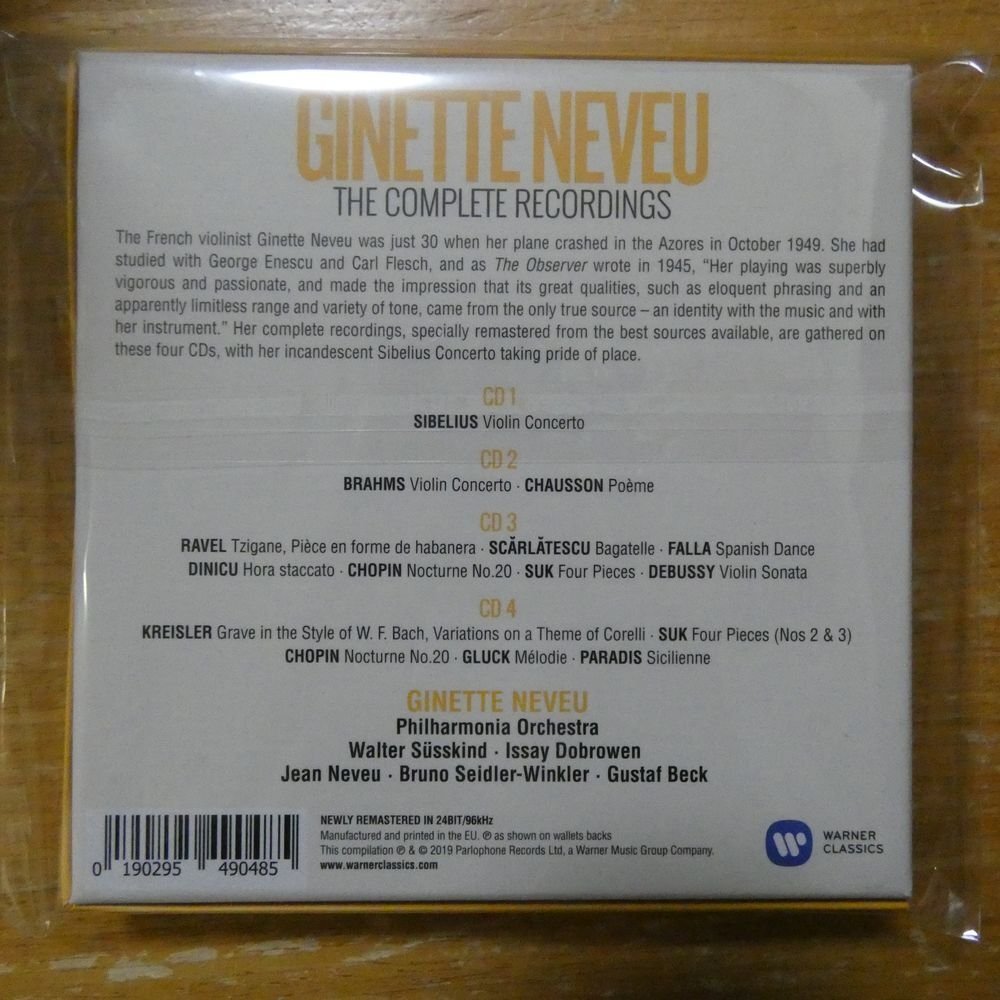 GINETTE NEVEU
THE COMPLETE RECORDINGS
The French violinist Ginette Neveu was just 30 when her plane crashed in the Azores in October 1949. She had
studied with George Enescu and Carl Flesch, and as The Observer wrote in 1945, “Her playing was superbly
vigorous and passionate, and made the impression that its great qualities, such as eloquent phrasing and an
apparently limitless range and variety of tone, came from the only true source – an identity with the music and with
her instrument.” Her complete recordings, specially remastered from the best sources available, are gathered on
these four CDs, with her incandescent Sibelius Concerto taking pride of place.
CD 1
SIBELIUS Violin Concerto
CD 2
BRAHMS Violin Concerto · CHAUSSON Poème
CD 3
RAVEL Tzigane, Pièce en forme de habanera · SCĂRLĂTESCU Bagatelle · FALLA Spanish Dance
DINICU Hora staccato · CHOPIN Nocturne No.20 · SUK Four Pieces · DEBUSSY Violin Sonata
CD 4
KREISLER Grave in the Style of W. F. Bach, Variations on a Theme of Corelli · SUK Four Pieces (Nos 2 & 3)
CHOPIN Nocturne No.20 · GLUCK Mélodie · PARADIS Sicilienne
GINETTE NEVEU
Philharmonia Orchestra
Walter Süsskind · Issay Dobrowen
Jean Neveu · Bruno Seidler-Winkler · Gustaf Beck
NEWLY REMASTERED IN 24BIT/96kHz
Manufactured and printed in the EU. ℗ as shown on wallets backs
This compilation ℗ & © 2019 Parlophone Records Ltd, a Warner Music Group Company.
www.warnerclassics.com
0 190295 490485
WARNER
CLASSICS